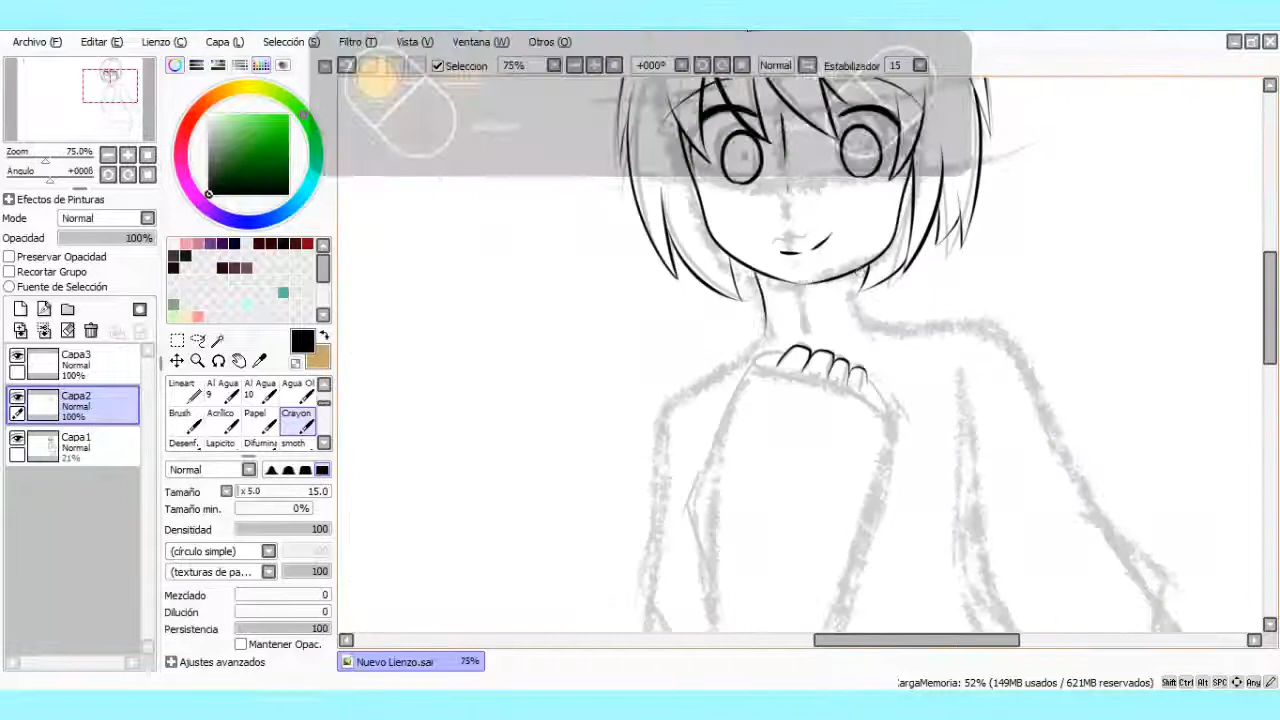 Archivo (F) Editar (E) Lienzo (C) Capa (L) Selección (S) Filtro (T) Vista (V) Ventana (W) Otros (O)
Seleccion 75% +000º Normal Estabilizador 15
Zoom 75.0%
Angulo +000ß
Efectos de Pinturas
Mode Normal
Opacidad 100%
Preservar Opacidad
Recortar Grupo
Fuente de Selección
Capa3
Normal
100%
Capa2
Normal
100%
Capa1
Normal
21%
Lineart Al Agua 9 Al Agua 10 Agua Ol
Brush Acrílico Papel Crayon
Desenf. Lapicito Difumina smoth
Normal
Tamaño x 5.0 15.0
Tamaño min. 0%
Densitidad 100
(círculo simple)
(texturas de pa... 100
Mezclado 0
Dilución 0
Persistencia 100
Mantener Opac.
Ajustes avanzados
Nuevo Lienzo.sai 75%
argaMemoria: 52% (149MB usados / 621MB reservados) Shift Ctrl Alt SPC Any